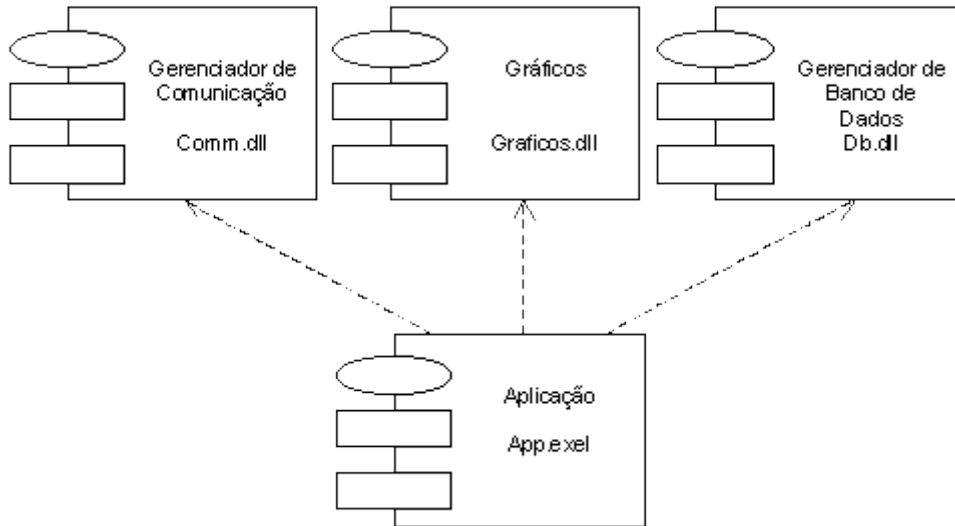 Gerenciador de
Comunicação
Comm.dll
Gráficos
Graficos.dll
Gerenciador de
Banco de
Dados
Db.dll
Aplicação
App.exel